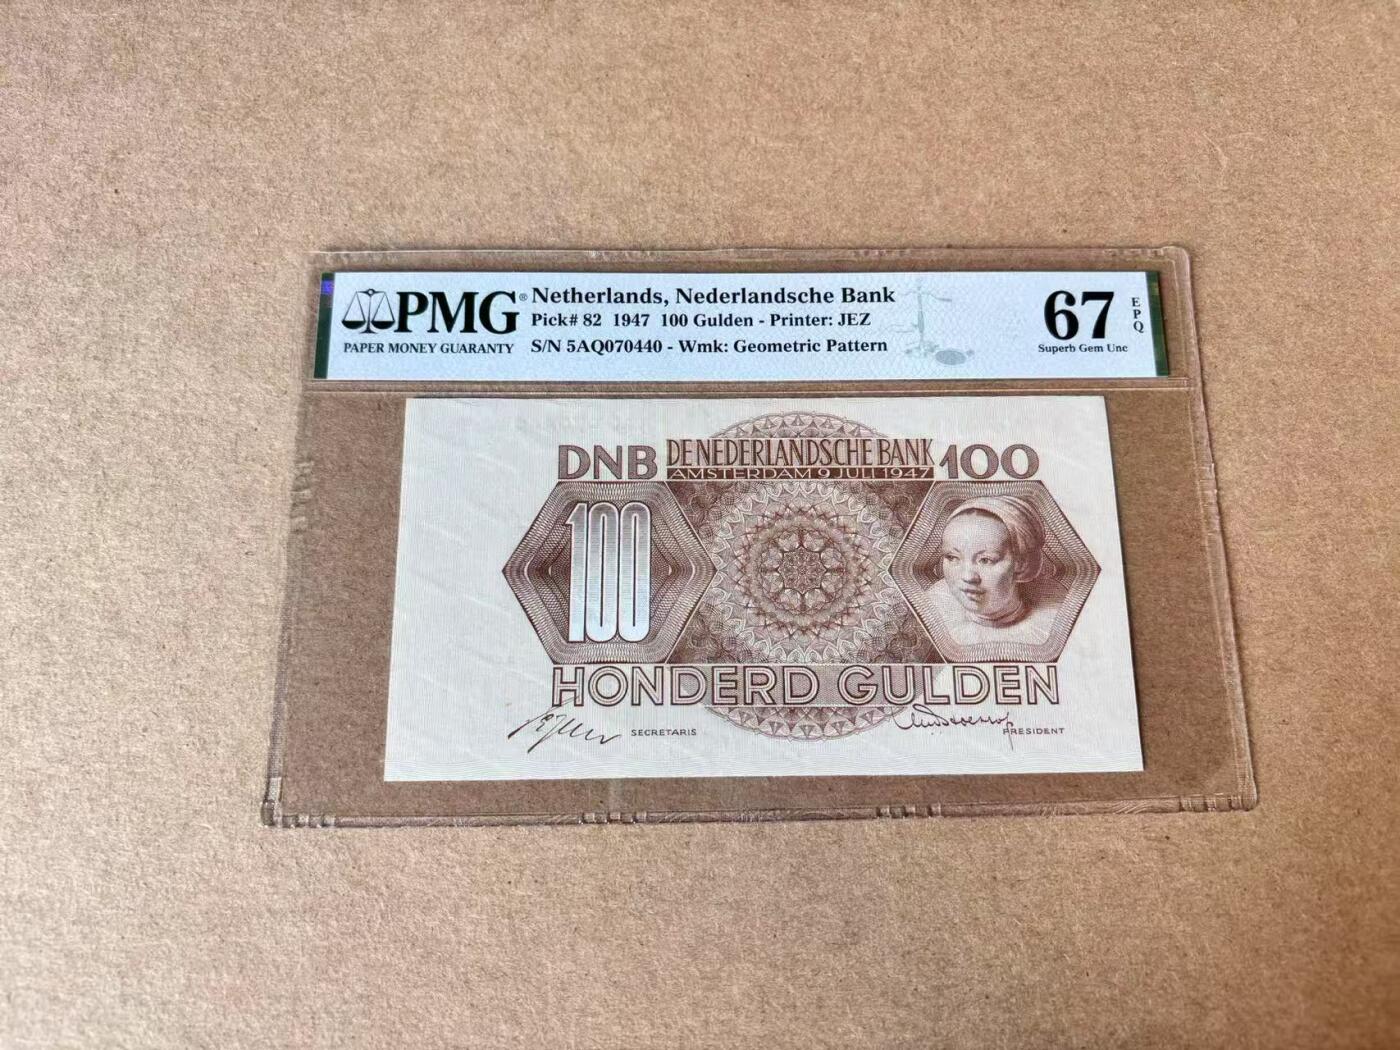 PMG®
PAPER MONEY GUARANTY
Netherlands, Nederlandsche Bank
Pick# 82 1947 100 Gulden - Printer: JEZ
S/N 5AQ070440 - Wmk: Geometric Pattern
67
EPQ
Superb Gem Unc
DNB DE NEDERLANDSCHE BANK 100
AMSTERDAM 9 JULI 1947
100
HONDERD GULDEN
SECRETARIS
PRESIDENT